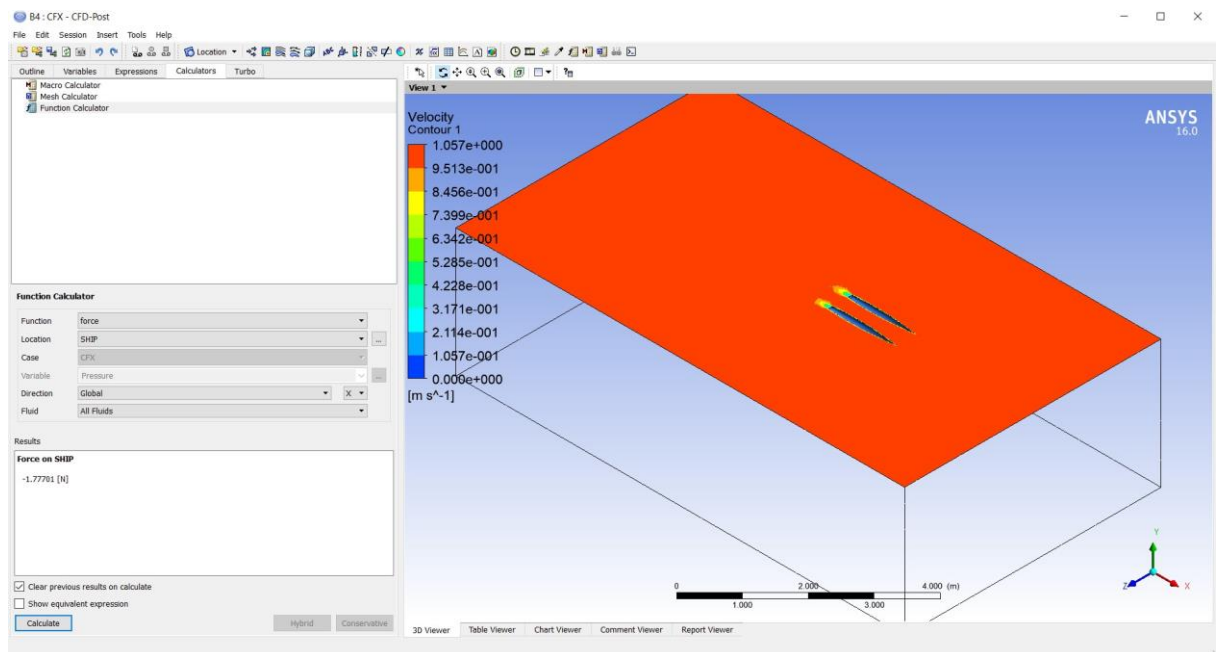 B4 : CFX - CFD-Post
File Edit Session Insert Tools Help
Location
Outline Variables Expressions Calculators Turbo
Macro Calculator
Mesh Calculator
Function Calculator
Function Calculator
Function force
Location SHIP
Case CFX
Variable Pressure
Direction Global X
Fluid All Fluids
Results
Force on SHIP
-1.77701 [N]
Clear previous results on calculate
Show equivalent expression
Calculate Hybrid Conservative
View 1
Velocity
Contour 1
1.057e+000
9.513e-001
8.456e-001
7.399e-001
6.342e-001
5.285e-001
4.228e-001
3.171e-001
2.114e-001
1.057e-001
0.000e+000
[m s^-1]
ANSYS
16.0
0 2.000 4.000 (m)
1.000 3.000
Y
Z X
3D Viewer Table Viewer Chart Viewer Comment Viewer Report Viewer